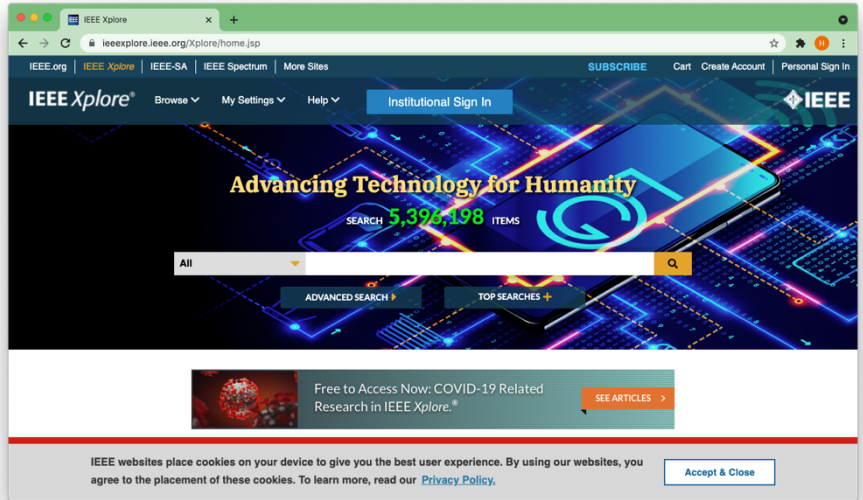 IEEE Xplore
ieeexplore.ieee.org/Xplore/home.jsp
H
IEEE.org IEEE Xplore IEEE-SA IEEE Spectrum More Sites SUBSCRIBE Cart Create Account Personal Sign In
IEEE Xplore® Browse My Settings Help Institutional Sign In IEEE
Advancing Technology for Humanity
SEARCH 5,396,198 ITEMS
5G
All
ADVANCED SEARCH TOP SEARCHES +
Free to Access Now: COVID-19 Related
Research in IEEE Xplore.®
SEE ARTICLES >
IEEE websites place cookies on your device to give you the best user experience. By using our websites, you
agree to the placement of these cookies. To learn more, read our Privacy Policy.
Accept & Close